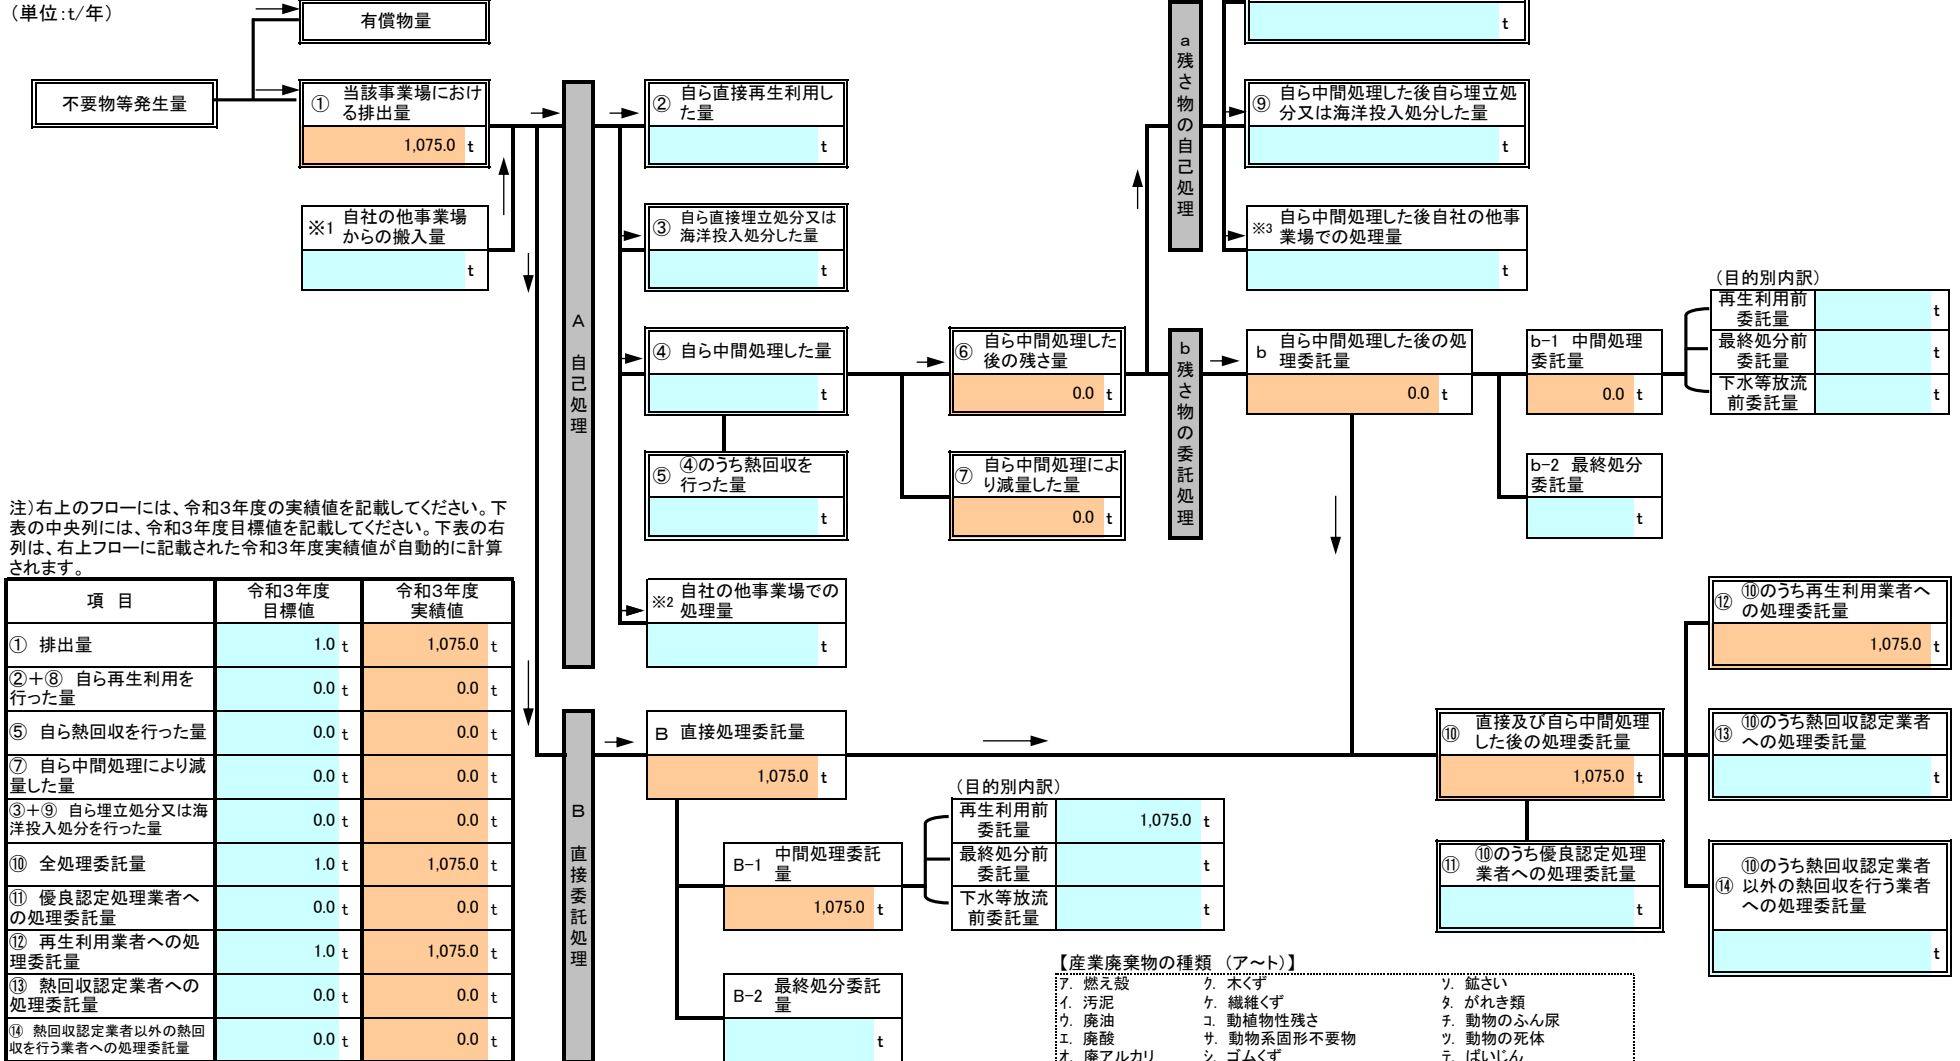 （単位：t/年）
有償物量
不要物等発生量
① 当該事業場におけ
る排出量
1,075.0 t
※1 自社の他事業場
からの搬入量
t
A 自己処理
② 自ら直接再生利用し
た量
t
③ 自ら直接埋立処分又は
海洋投入処分した量
t
④ 自ら中間処理した量
t
⑤ ④のうち熱回収を
行った量
t
※2 自社の他事業場での
処理量
t
⑥ 自ら中間処理した
後の残さ量
0.0 t
⑦ 自ら中間処理によ
り減量した量
0.0 t
a 残さ物の自己処理
t
⑨ 自ら中間処理した後自ら埋立処
分又は海洋投入処分した量
t
※3 自ら中間処理した後自社の他事
業場での処理量
t
b 残さ物の委託処理
b 自ら中間処理した後の処
理委託量
0.0 t
b-1 中間処理
委託量
0.0 t
b-2 最終処分
委託量
t
（目的別内訳）
再生利用前
委託量
t
最終処分前
委託量
t
下水等放流
前委託量
t
注）右上のフローには、令和3年度の実績値を記載してください。下
表の中央列には、令和3年度目標値を記載してください。下表の右
列は、右上フローに記載された令和3年度実績値が自動的に計算
されます。
項 目
令和3年度
目標値
令和3年度
実績値
① 排出量 1.0 t 1,075.0 t
②＋⑧ 自ら再生利用を
行った量 0.0 t 0.0 t
⑤ 自ら熱回収を行った量 0.0 t 0.0 t
⑦ 自ら中間処理により減
量した量 0.0 t 0.0 t
③＋⑨ 自ら埋立処分又は海
洋投入処分を行った量 0.0 t 0.0 t
⑩ 全処理委託量 1.0 t 1,075.0 t
⑪ 優良認定処理業者へ
の処理委託量 0.0 t 0.0 t
⑫ 再生利用業者への処
理委託量 1.0 t 1,075.0 t
⑬ 熱回収認定業者への
処理委託量 0.0 t 0.0 t
⑭ 熱回収認定業者以外の熱回
収を行う業者への処理委託量 0.0 t 0.0 t
B 直接委託処理
B 直接処理委託量
1,075.0 t
B-1 中間処理委託
量
1,075.0 t
B-2 最終処分委託
量
t
（目的別内訳）
再生利用前
委託量
1,075.0 t
最終処分前
委託量
t
下水等放流
前委託量
t
⑩ 直接及び自ら中間処理
した後の処理委託量
1,075.0 t
⑪ ⑩のうち優良認定処理
業者への処理委託量
t
⑫ ⑩のうち再生利用業者へ
の処理委託量
1,075.0 t
⑬ ⑩のうち熱回収認定業者
への処理委託量
t
⑭ ⑩のうち熱回収認定業者
以外の熱回収を行う業者
への処理委託量
t
【産業廃棄物の種類 （ア～ト）】
ア. 燃え殻 ク. 木くず ソ. 鉱さい
イ. 汚泥 ケ. 繊維くず タ. がれき類
ウ. 廃油 コ. 動植物性残さ チ. 動物のふん尿
エ. 廃酸 サ. 動物系固形不要物 ツ. 動物の死体
オ. 廃アルカリ シ. ゴムくず テ. ばいじん